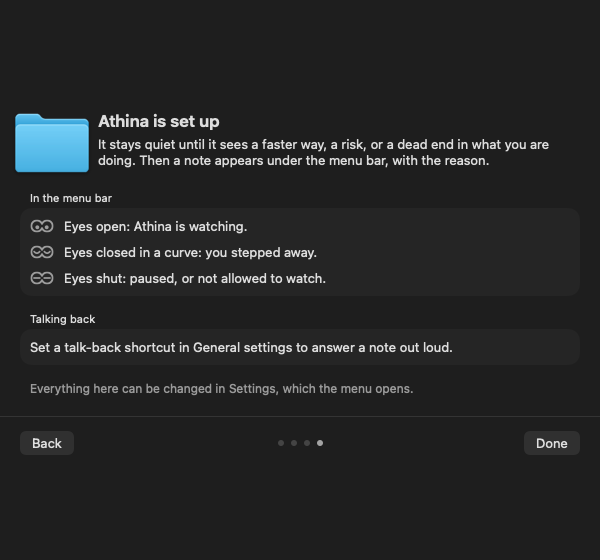 Athina is set up
It stays quiet until it sees a faster way, a risk, or a dead end in what you are
doing. Then a note appears under the menu bar, with the reason.
In the menu bar
Eyes open: Athina is watching.
Eyes closed in a curve: you stepped away.
Eyes shut: paused, or not allowed to watch.
Talking back
Set a talk-back shortcut in General settings to answer a note out loud.
Everything here can be changed in Settings, which the menu opens.
Back
Done